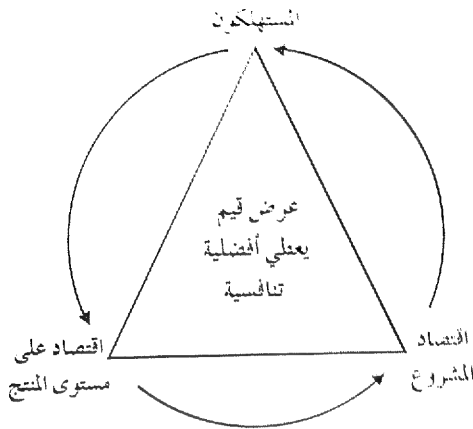 المستهلكون
عرض قيم
يعطي أفضلية
تنافسية
اقتصاد
المشروع
اقتصاد على
مستوى المنتج